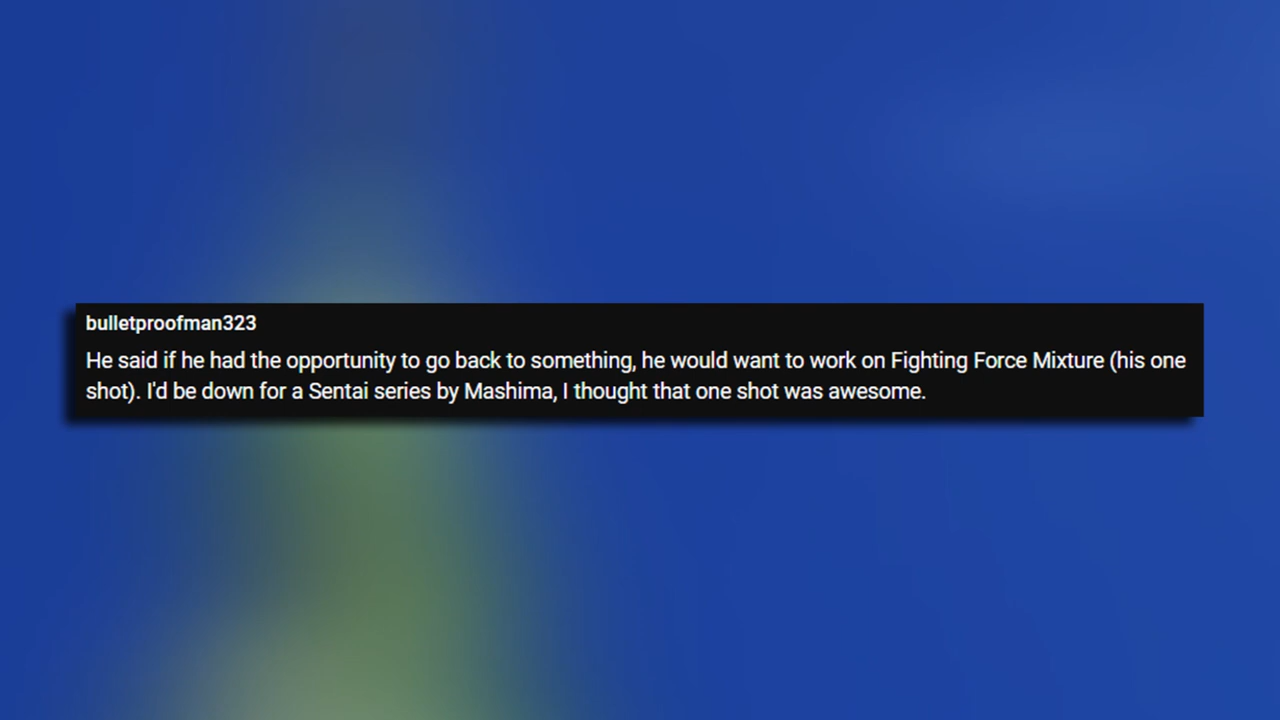 bulletproofman323
He said if he had the opportunity to go back to something, he would want to work on Fighting Force Mixture (his one
shot). I'd be down for a Sentai series by Mashima, I thought that one shot was awesome.